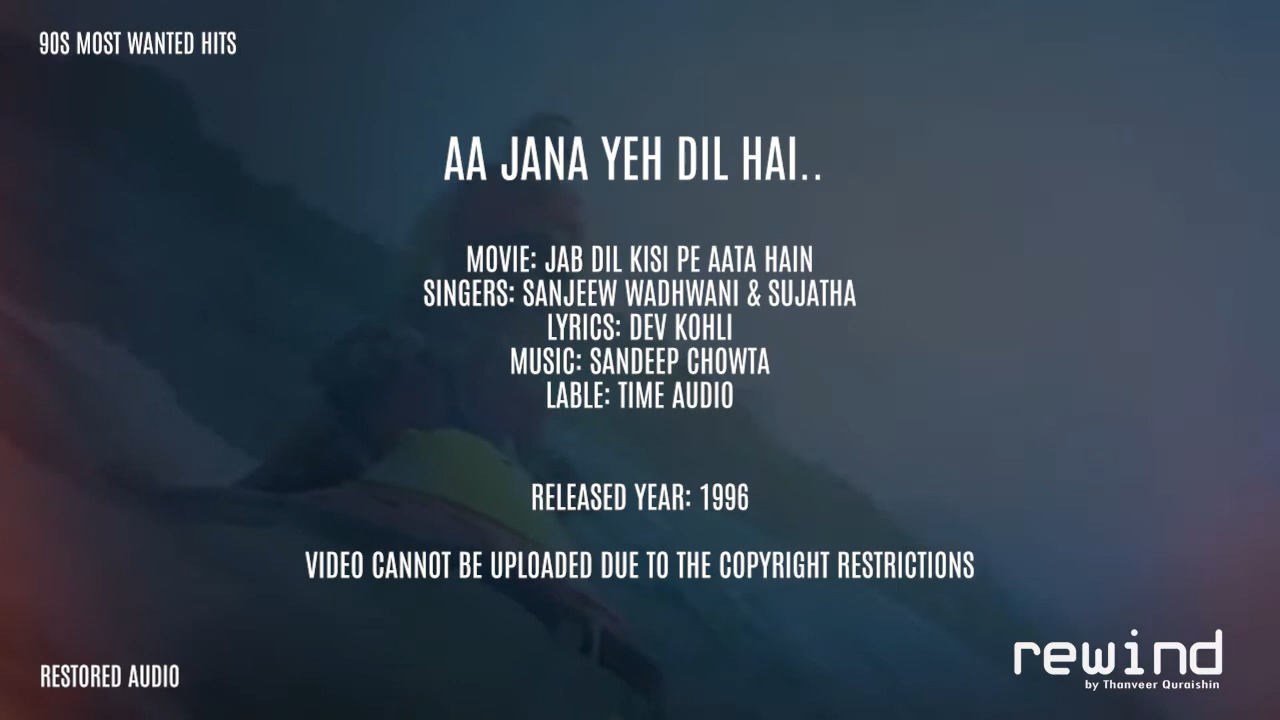 90S MOST WANTED HITS
AA JANA YEH DIL HAI..
MOVIE: JAB DIL KISI PE AATA HAIN
SINGERS: SANJEEW WADHWANI & SUJATHA
LYRICS: DEV KOHLI
MUSIC: SANDEEP CHOWTA
LABLE: TIME AUDIO
RELEASED YEAR: 1996
VIDEO CANNOT BE UPLOADED DUE TO THE COPYRIGHT RESTRICTIONS
RESTORED AUDIO
rewind
by Thanveer Quraishin